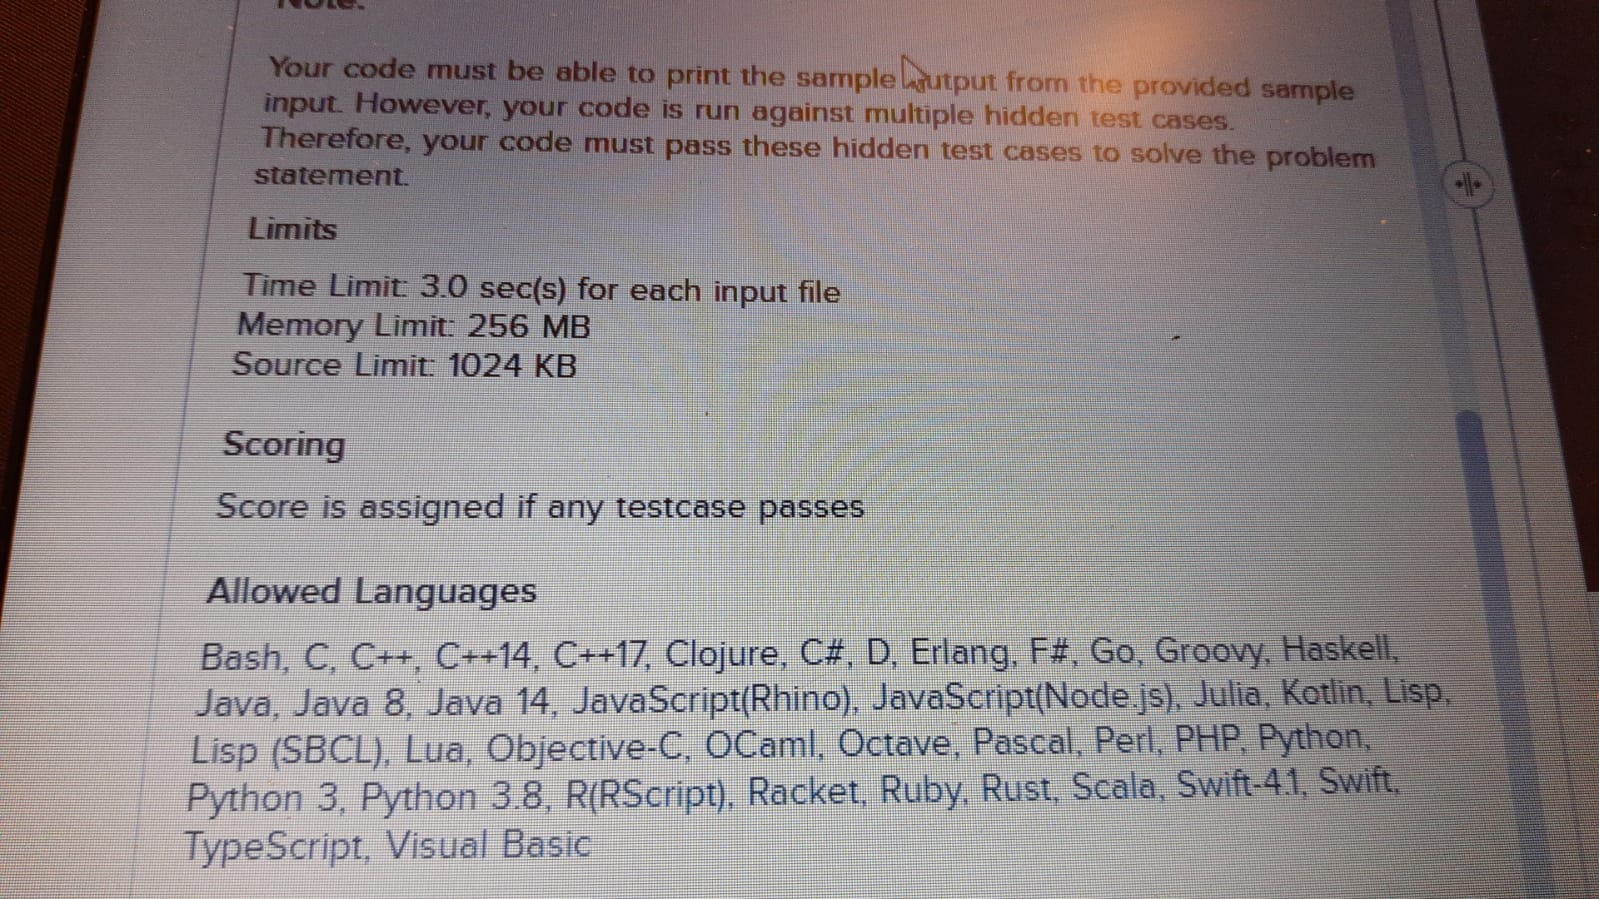 Note:
Your code must be able to print the sample output from the provided sample
input. However, your code is run against multiple hidden test cases.
Therefore, your code must pass these hidden test cases to solve the problem
statement.
Limits
Time Limit: 3.0 sec(s) for each input file
Memory Limit: 256 MB
Source Limit: 1024 KB
Scoring
Score is assigned if any testcase passes
Allowed Languages
Bash, C, C++, C++14, C++17, Clojure, C#, D, Erlang, F#, Go, Groovy, Haskell,
Java, Java 8, Java 14, JavaScript(Rhino), JavaScript(Node.js), Julia, Kotlin, Lisp,
Lisp (SBCL), Lua, Objective-C, OCaml, Octave, Pascal, Perl, PHP, Python,
Python 3, Python 3.8, R(RScript), Racket, Ruby, Rust, Scala, Swift-4.1, Swift,
TypeScript, Visual Basic